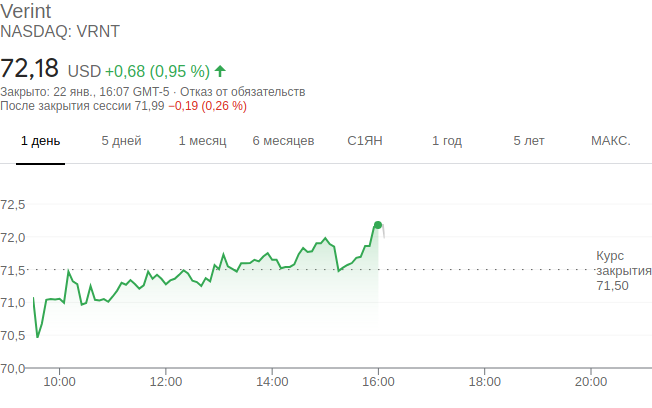 Verint
NASDAQ: VRNT
72,18 USD +0,68 (0,95 %)
Закрыто: 22 янв., 16:07 GMT-5 · Отказ от обязательств
После закрытия сессии 71,99 −0,19 (0,26 %)
1 день 5 дней 1 месяц 6 месяцев С1ЯН 1 год 5 лет МАКС.
72,5
72,0
71,5
71,0
70,5
70,0
Курс
закрытия
71,50
10:00 12:00 14:00 16:00 18:00 20:00